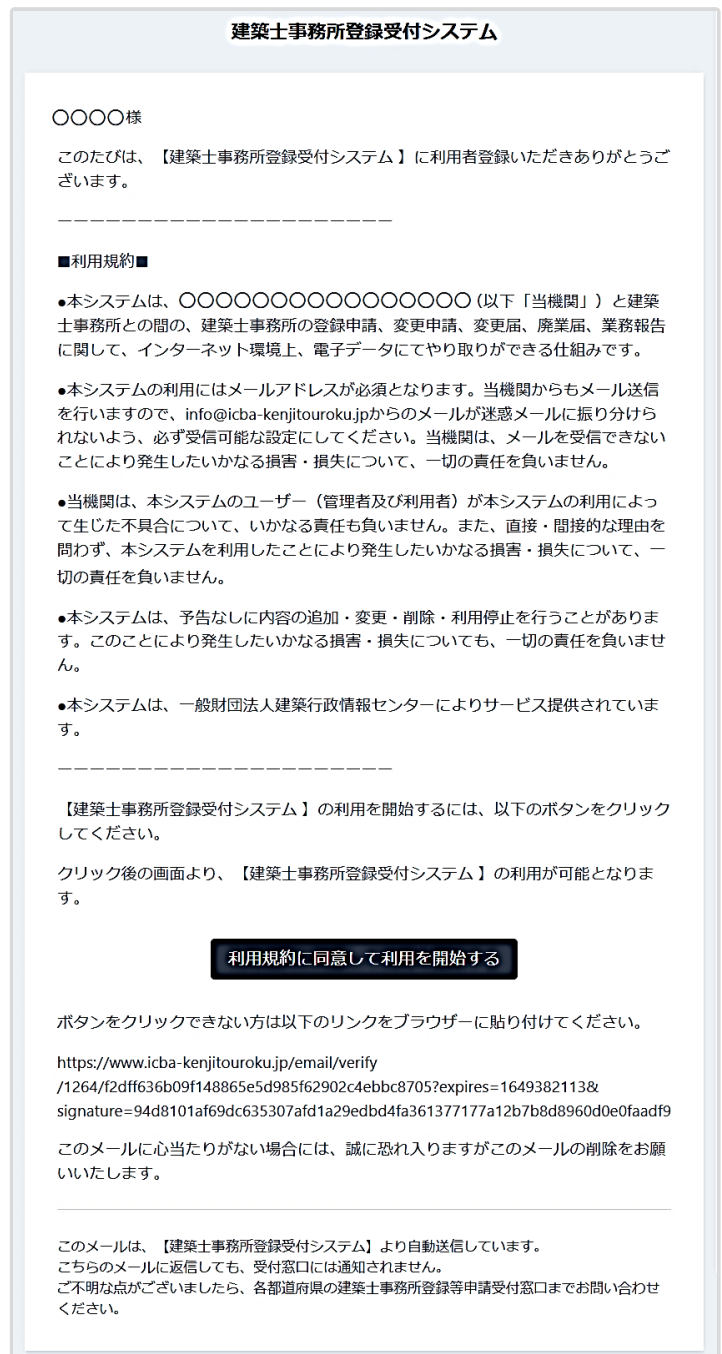 建築士事務所登録受付システム
〇〇〇〇様
このたびは、【建築士事務所登録受付システム 】に利用者登録いただきありがとうご
ざいます。
―――――――――――――――――――――
■利用規約■
●本システムは、〇〇〇〇〇〇〇〇〇〇〇〇〇〇〇〇（以下「当機関」）と建築
士事務所との間の、建築士事務所の登録申請、変更申請、変更届、廃業届、業務報告
に関して、インターネット環境上、電子データにてやり取りができる仕組みです。
●本システムの利用にはメールアドレスが必須となります。当機関からもメール送信
を行いますので、info@icba-kenjitouroku.jpからのメールが迷惑メールに振り分けら
れないよう、必ず受信可能な設定にしてください。当機関は、メールを受信できない
ことにより発生したいかなる損害・損失について、一切の責任を負いません。
●当機関は、本システムのユーザー（管理者及び利用者）が本システムの利用によっ
て生じた不具合について、いかなる責任も負いません。また、直接・間接的な理由を
問わず、本システムを利用したことにより発生したいかなる損害・損失について、一
切の責任を負いません。
●本システムは、予告なしに内容の追加・変更・削除・利用停止を行うことがありま
す。このことにより発生したいかなる損害・損失についても、一切の責任を負いませ
ん。
●本システムは、一般財団法人建築行政情報センターによりサービス提供されていま
す。
―――――――――――――――――――――
【建築士事務所登録受付システム 】の利用を開始するには、以下のボタンをクリック
してください。
クリック後の画面より、【建築士事務所登録受付システム 】の利用が可能となりま
す。
利用規約に同意して利用を開始する
ボタンをクリックできない方は以下のリンクをブラウザーに貼り付けてください。
https://www.icba-kenjitouroku.jp/email/verify
/1264/f2dff636b09f148865e5d985f62902c4ebbc8705?expires=1649382113&
signature=94d8101af69dc635307afd1a29edbd4fa361377177a12b7b8d8960d0e0faadf9
このメールに心当たりがない場合には、誠に恐れ入りますがこのメールの削除をお願
いいたします。
このメールは、【建築士事務所登録受付システム】より自動送信しています。
こちらのメールに返信しても、受付窓口には通知されません。
ご不明な点がございましたら、各都道府県の建築士事務所登録等申請受付窓口までお問い合わせ
ください。